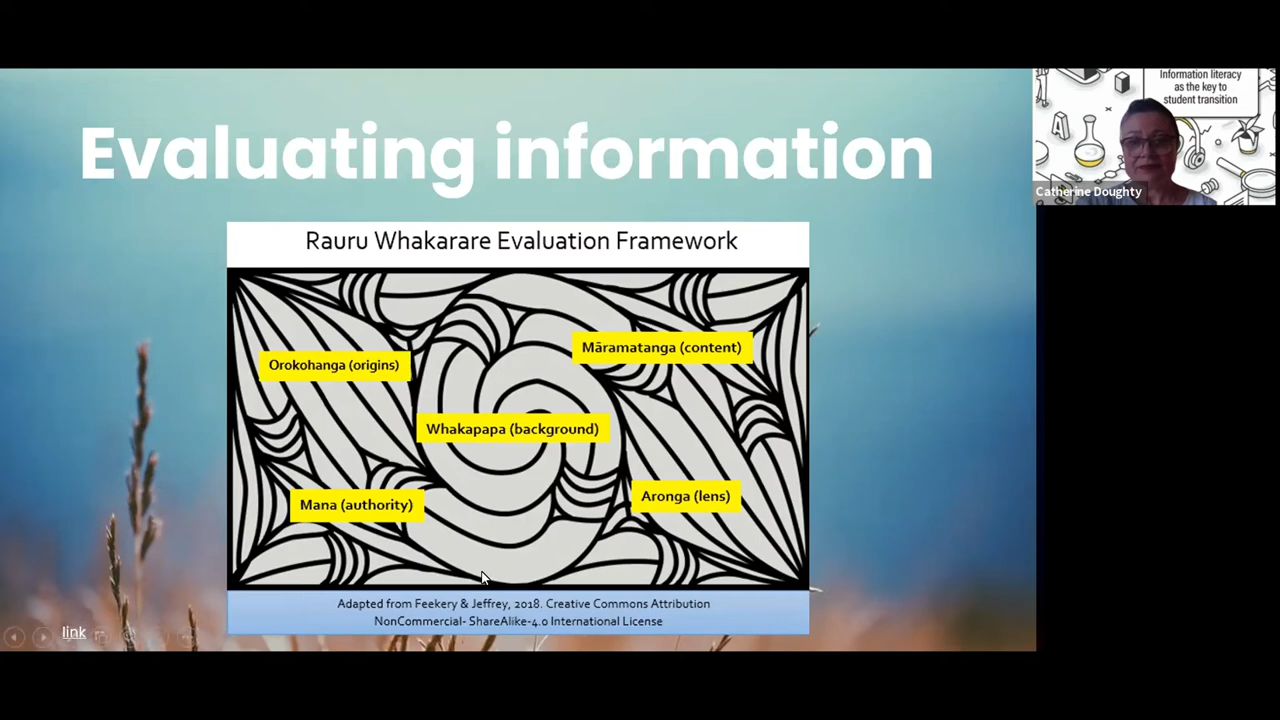 Evaluating information
Rauru Whakarare Evaluation Framework
Orokohanga (origins)
Māramatanga (content)
Whakapapa (background)
Mana (authority)
Aronga (lens)
Adapted from Feekery & Jeffrey, 2018. Creative Commons Attribution
NonCommercial- ShareAlike-4.0 International License
link
Information literacy
as the key to
student transition
Catherine Doughty